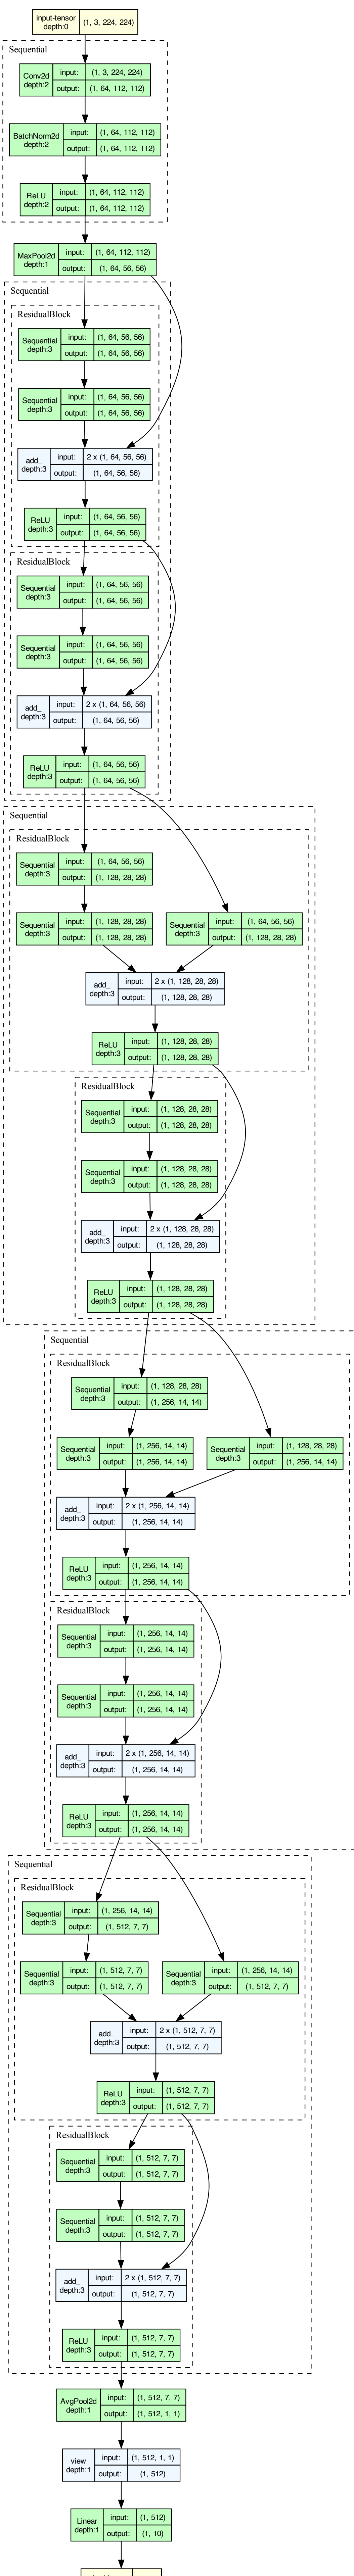 input-tensor
depth:0
(1, 3, 224, 224)
Sequential
Conv2d
depth:2
input:
(1, 3, 224, 224)
output:
(1, 64, 112, 112)
BatchNorm2d
depth:2
input:
(1, 64, 112, 112)
output:
(1, 64, 112, 112)
ReLU
depth:2
input:
(1, 64, 112, 112)
output:
(1, 64, 112, 112)
MaxPool2d
depth:1
input:
(1, 64, 112, 112)
output:
(1, 64, 56, 56)
Sequential
ResidualBlock
Sequential
depth:3
input:
(1, 64, 56, 56)
output:
(1, 64, 56, 56)
Sequential
depth:3
input:
(1, 64, 56, 56)
output:
(1, 64, 56, 56)
add_
depth:3
input:
2 x (1, 64, 56, 56)
output:
(1, 64, 56, 56)
ReLU
depth:3
input:
(1, 64, 56, 56)
output:
(1, 64, 56, 56)
ResidualBlock
Sequential
depth:3
input:
(1, 64, 56, 56)
output:
(1, 64, 56, 56)
Sequential
depth:3
input:
(1, 64, 56, 56)
output:
(1, 64, 56, 56)
add_
depth:3
input:
2 x (1, 64, 56, 56)
output:
(1, 64, 56, 56)
ReLU
depth:3
input:
(1, 64, 56, 56)
output:
(1, 64, 56, 56)
Sequential
ResidualBlock
Sequential
depth:3
input:
(1, 64, 56, 56)
output:
(1, 128, 28, 28)
Sequential
depth:3
input:
(1, 128, 28, 28)
output:
(1, 128, 28, 28)
Sequential
depth:3
input:
(1, 64, 56, 56)
output:
(1, 128, 28, 28)
add_
depth:3
input:
2 x (1, 128, 28, 28)
output:
(1, 128, 28, 28)
ReLU
depth:3
input:
(1, 128, 28, 28)
output:
(1, 128, 28, 28)
ResidualBlock
Sequential
depth:3
input:
(1, 128, 28, 28)
output:
(1, 128, 28, 28)
Sequential
depth:3
input:
(1, 128, 28, 28)
output:
(1, 128, 28, 28)
add_
depth:3
input:
2 x (1, 128, 28, 28)
output:
(1, 128, 28, 28)
ReLU
depth:3
input:
(1, 128, 28, 28)
output:
(1, 128, 28, 28)
Sequential
ResidualBlock
Sequential
depth:3
input:
(1, 128, 28, 28)
output:
(1, 256, 14, 14)
Sequential
depth:3
input:
(1, 256, 14, 14)
output:
(1, 256, 14, 14)
Sequential
depth:3
input:
(1, 128, 28, 28)
output:
(1, 256, 14, 14)
add_
depth:3
input:
2 x (1, 256, 14, 14)
output:
(1, 256, 14, 14)
ReLU
depth:3
input:
(1, 256, 14, 14)
output:
(1, 256, 14, 14)
ResidualBlock
Sequential
depth:3
input:
(1, 256, 14, 14)
output:
(1, 256, 14, 14)
Sequential
depth:3
input:
(1, 256, 14, 14)
output:
(1, 256, 14, 14)
add_
depth:3
input:
2 x (1, 256, 14, 14)
output:
(1, 256, 14, 14)
ReLU
depth:3
input:
(1, 256, 14, 14)
output:
(1, 256, 14, 14)
Sequential
ResidualBlock
Sequential
depth:3
input:
(1, 256, 14, 14)
output:
(1, 512, 7, 7)
Sequential
depth:3
input:
(1, 512, 7, 7)
output:
(1, 512, 7, 7)
Sequential
depth:3
input:
(1, 256, 14, 14)
output:
(1, 512, 7, 7)
add_
depth:3
input:
2 x (1, 512, 7, 7)
output:
(1, 512, 7, 7)
ReLU
depth:3
input:
(1, 512, 7, 7)
output:
(1, 512, 7, 7)
ResidualBlock
Sequential
depth:3
input:
(1, 512, 7, 7)
output:
(1, 512, 7, 7)
Sequential
depth:3
input:
(1, 512, 7, 7)
output:
(1, 512, 7, 7)
add_
depth:3
input:
2 x (1, 512, 7, 7)
output:
(1, 512, 7, 7)
ReLU
depth:3
input:
(1, 512, 7, 7)
output:
(1, 512, 7, 7)
AvgPool2d
depth:1
input:
(1, 512, 7, 7)
output:
(1, 512, 1, 1)
view
depth:1
input:
(1, 512, 1, 1)
output:
(1, 512)
Linear
depth:1
input:
(1, 512)
output:
(1, 10)